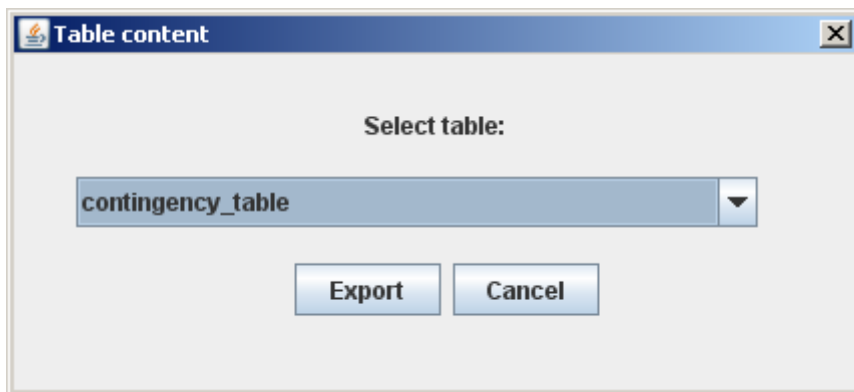 Table content
Select table:
contingency_table
Export Cancel